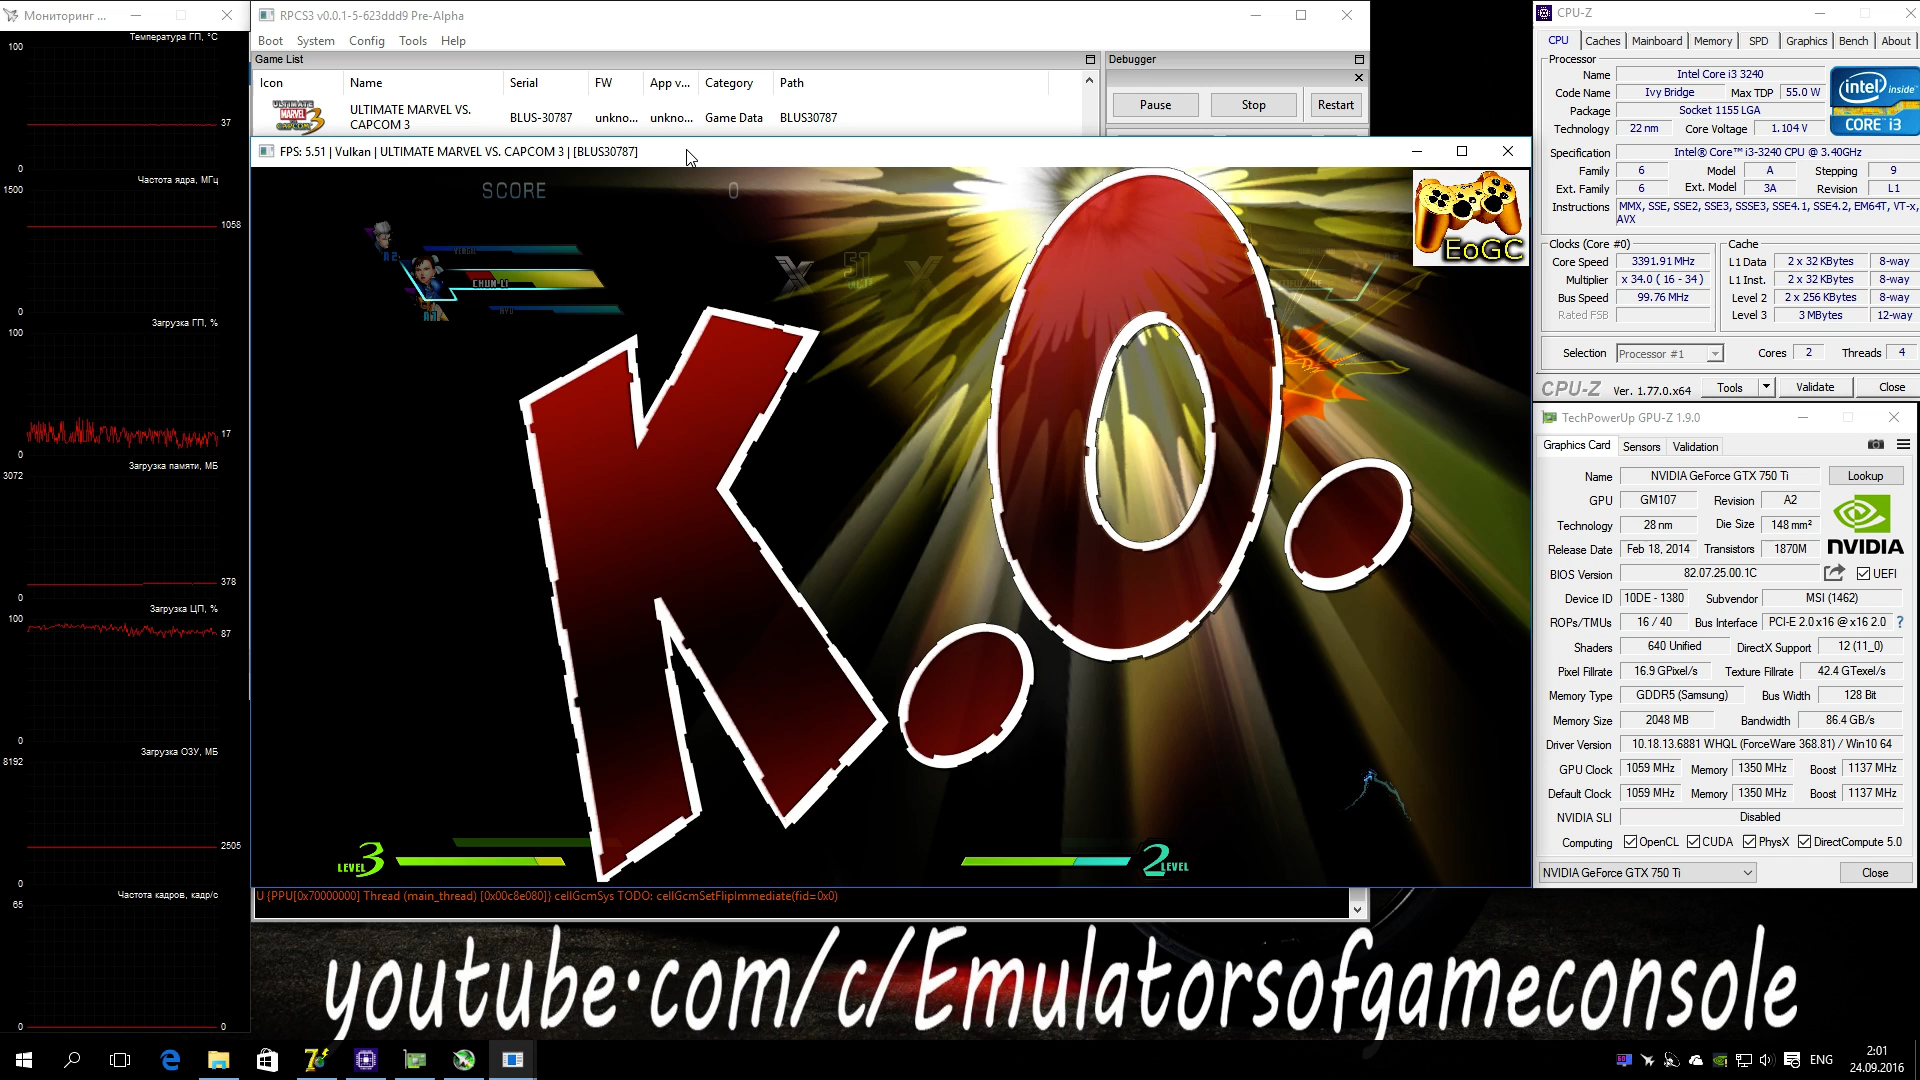 Мониторинг ...
Температура ГП, °C
100
37
0
Частота ядра, МГц
1500
1058
0
Загрузка ГП, %
100
17
0
Загрузка памяти, МБ
3072
378
0
Загрузка ЦП, %
100
87
0
Загрузка ОЗУ, МБ
8192
2505
0
Частота кадров, кадр/с
65
0
0
RPCS3 v0.0.1-5-623ddd9 Pre-Alpha
Boot System Config Tools Help
Game List
Icon Name Serial FW App v... Category Path
ULTIMATE MARVEL VS. CAPCOM 3
ULTIMATE MARVEL VS.
CAPCOM 3
BLUS-30787 unkno... unkno... Game Data BLUS30787
Debugger
Pause Stop Restart
FPS: 5.51 | Vulkan | ULTIMATE MARVEL VS. CAPCOM 3 | [BLUS30787]
SCORE 0
EoGC
CHUN-LI
RYU
51
K.O.
LEVEL 3
2 LEVEL
U {PPU[0x70000000] Thread (main_thread) [0x00c8e080]} cellGcmSys TODO: cellGcmSetFlipImmediate(fid=0x0)
youtube.com/c/Emulatorsofgameconsole
CPU-Z
CPU Caches Mainboard Memory SPD Graphics Bench About
Processor
Name Intel Core i3 3240
Code Name Ivy Bridge Max TDP 55.0 W
Package Socket 1155 LGA
Technology 22 nm Core Voltage 1.104 V
intel inside™
CORE™ i3
Specification Intel® Core™ i3-3240 CPU @ 3.40GHz
Family 6 Model A Stepping 9
Ext. Family 6 Ext. Model 3A Revision L1
Instructions MMX, SSE, SSE2, SSE3, SSSE3, SSE4.1, SSE4.2, EM64T, VT-x,
AVX
Clocks (Core #0)
Core Speed 3391.91 MHz
Multiplier x 34.0 ( 16 - 34 )
Bus Speed 99.76 MHz
Rated FSB
Cache
L1 Data 2 x 32 KBytes 8-way
L1 Inst. 2 x 32 KBytes 8-way
Level 2 2 x 256 KBytes 8-way
Level 3 3 MBytes 12-way
Selection Processor #1 Cores 2 Threads 4
CPU-Z Ver. 1.77.0.x64 Tools Validate Close
TechPowerUp GPU-Z 1.9.0
Graphics Card Sensors Validation
Name NVIDIA GeForce GTX 750 Ti Lookup
GPU GM107 Revision A2
Technology 28 nm Die Size 148 mm²
Release Date Feb 18, 2014 Transistors 1870M
NVIDIA
BIOS Version 82.07.25.00.1C UEFI
Device ID 10DE - 1380 Subvendor MSI (1462)
ROPs/TMUs 16 / 40 Bus Interface PCI-E 2.0 x16 @ x16 2.0 ?
Shaders 640 Unified DirectX Support 12 (11_0)
Pixel Fillrate 16.9 GPixel/s Texture Fillrate 42.4 GTexel/s
Memory Type GDDR5 (Samsung) Bus Width 128 Bit
Memory Size 2048 MB Bandwidth 86.4 GB/s
Driver Version 10.18.13.6881 WHQL (ForceWare 368.81) / Win10 64
GPU Clock 1059 MHz Memory 1350 MHz Boost 1137 MHz
Default Clock 1059 MHz Memory 1350 MHz Boost 1137 MHz
NVIDIA SLI Disabled
Computing OpenCL CUDA PhysX DirectCompute 5.0
NVIDIA GeForce GTX 750 Ti Close
ENG
2:01
24.09.2016